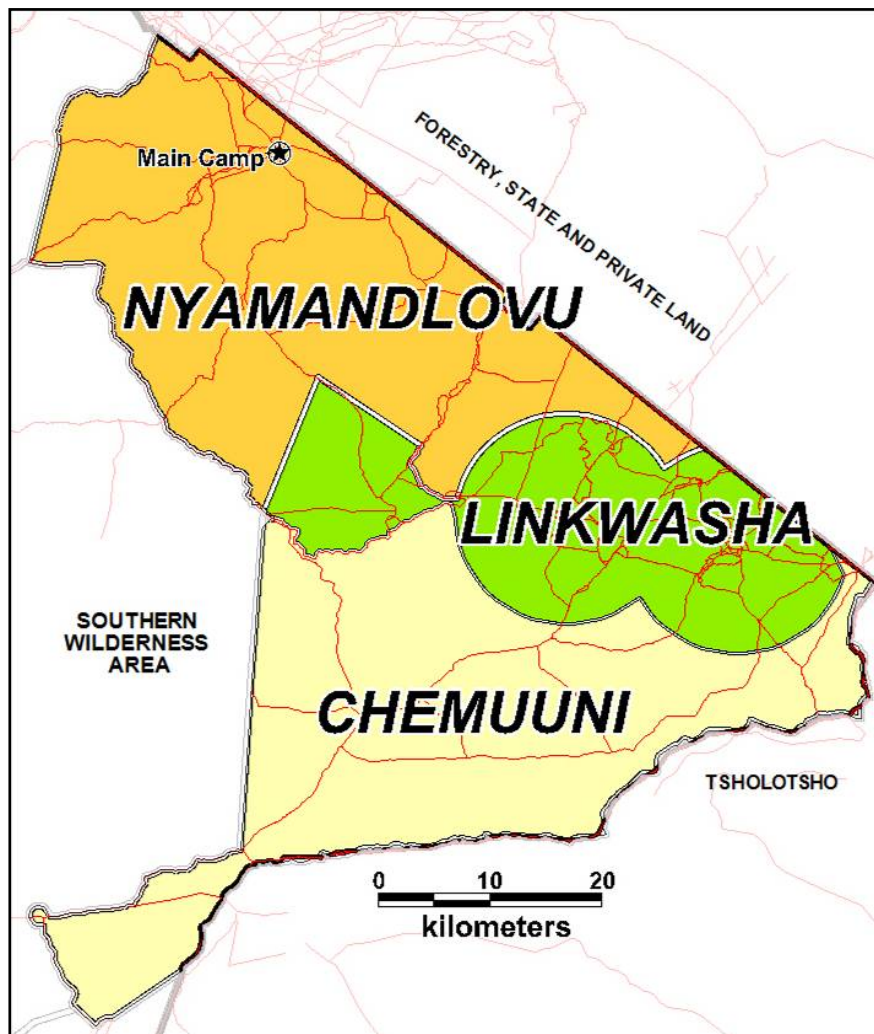 Main Camp
FORESTRY, STATE AND PRIVATE LAND
NYAMANDLOVU
LINKWASHA
SOUTHERN
WILDERNESS
AREA
CHEMUUNI
TSHOLOTSHO
0 10 20
kilometers